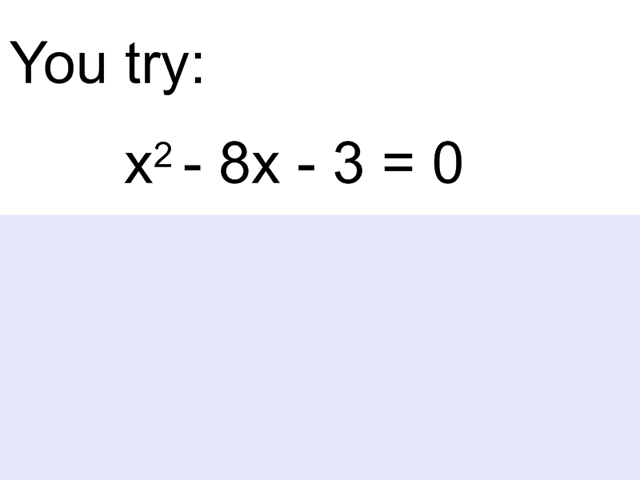 You try:
x² - 8x - 3 = 0